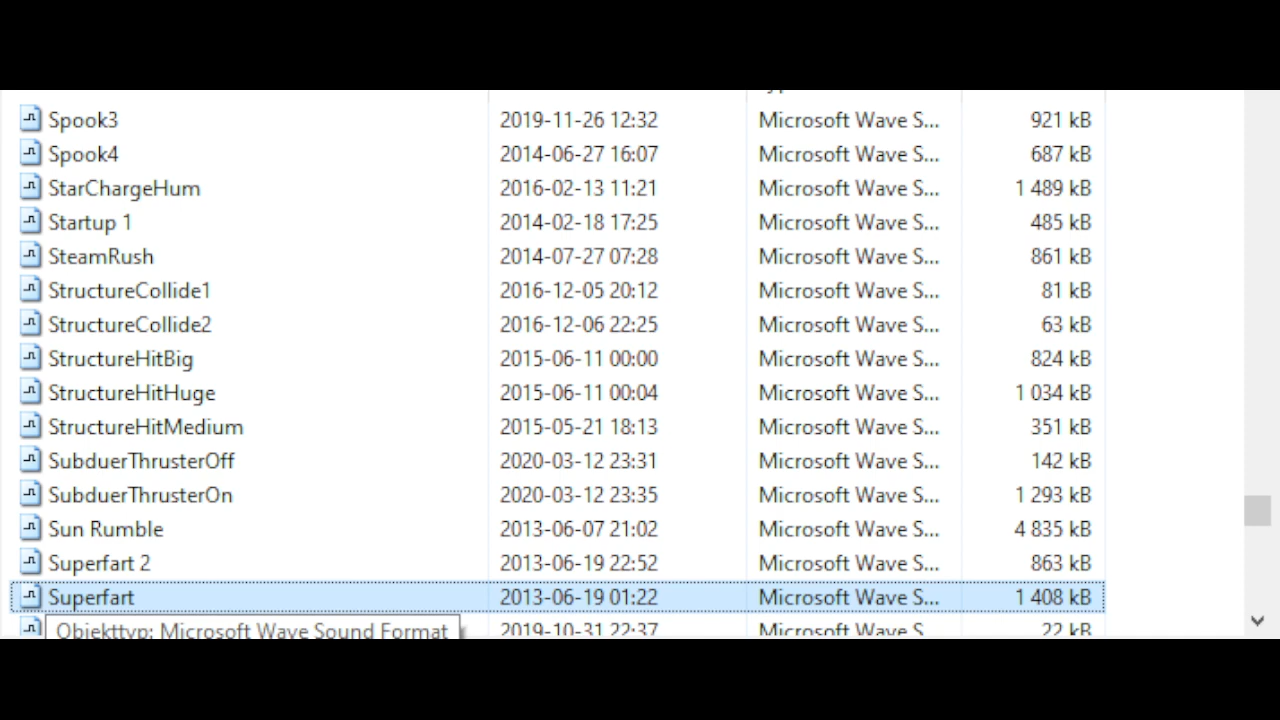 Spook3 2019-11-26 12:32 Microsoft Wave S... 921 kB
Spook4 2014-06-27 16:07 Microsoft Wave S... 687 kB
StarChargeHum 2016-02-13 11:21 Microsoft Wave S... 1 489 kB
Startup 1 2014-02-18 17:25 Microsoft Wave S... 485 kB
SteamRush 2014-07-27 07:28 Microsoft Wave S... 861 kB
StructureCollide1 2016-12-05 20:12 Microsoft Wave S... 81 kB
StructureCollide2 2016-12-06 22:25 Microsoft Wave S... 63 kB
StructureHitBig 2015-06-11 00:00 Microsoft Wave S... 824 kB
StructureHitHuge 2015-06-11 00:04 Microsoft Wave S... 1 034 kB
StructureHitMedium 2015-05-21 18:13 Microsoft Wave S... 351 kB
SubduerThrusterOff 2020-03-12 23:31 Microsoft Wave S... 142 kB
SubduerThrusterOn 2020-03-12 23:35 Microsoft Wave S... 1 293 kB
Sun Rumble 2013-06-07 21:02 Microsoft Wave S... 4 835 kB
Superfart 2 2013-06-19 22:52 Microsoft Wave S... 863 kB
Superfart 2013-06-19 01:22 Microsoft Wave S... 1 408 kB
Objekttyp: Microsoft Wave Sound Format 2019-10-31 22:37 Microsoft Wave S... 22 kB